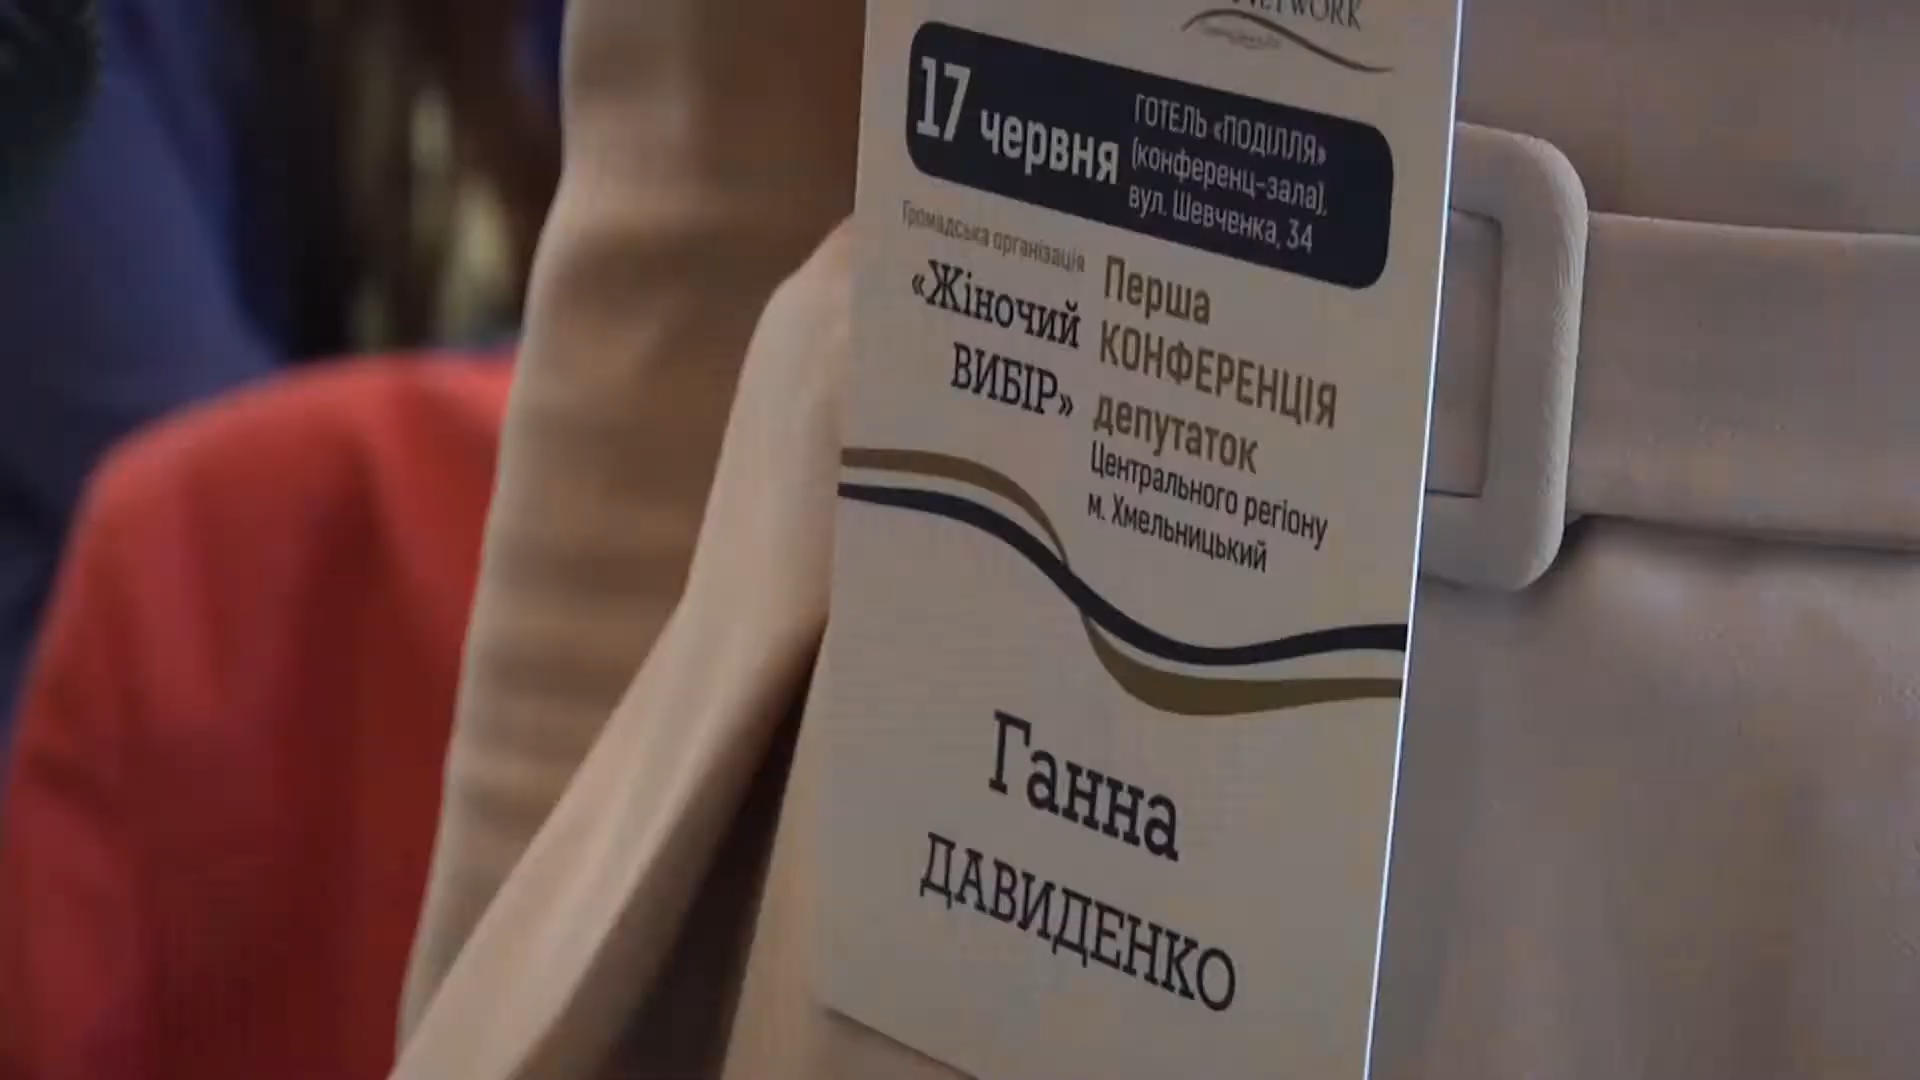 NETWORK
17 червня
ГОТЕЛЬ «ПОДІЛЛЯ»
(конференц-зала),
вул. Шевченка, 34
Громадська організація
«Жіночий
ВИБІР»
Перша
КОНФЕРЕНЦІЯ
депутаток
Центрального регіону
м. Хмельницький
Ганна
ДАВИДЕНКО